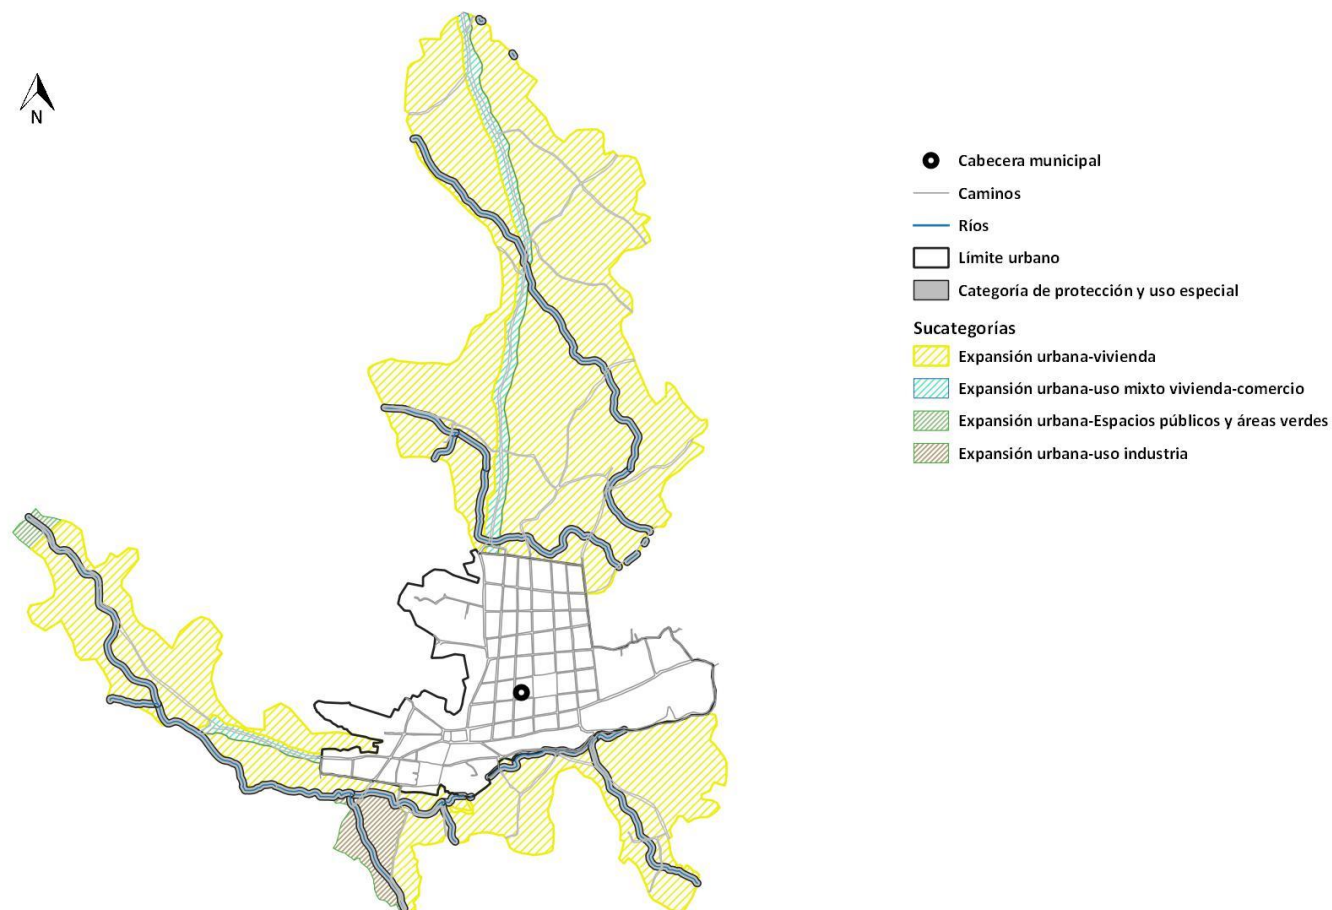 N
Cabecera municipal
Caminos
Ríos
Límite urbano
Categoría de protección y uso especial
Sucategorías
Expansión urbana-vivienda
Expansión urbana-uso mixto vivienda-comercio
Expansión urbana-Espacios públicos y áreas verdes
Expansión urbana-uso industria